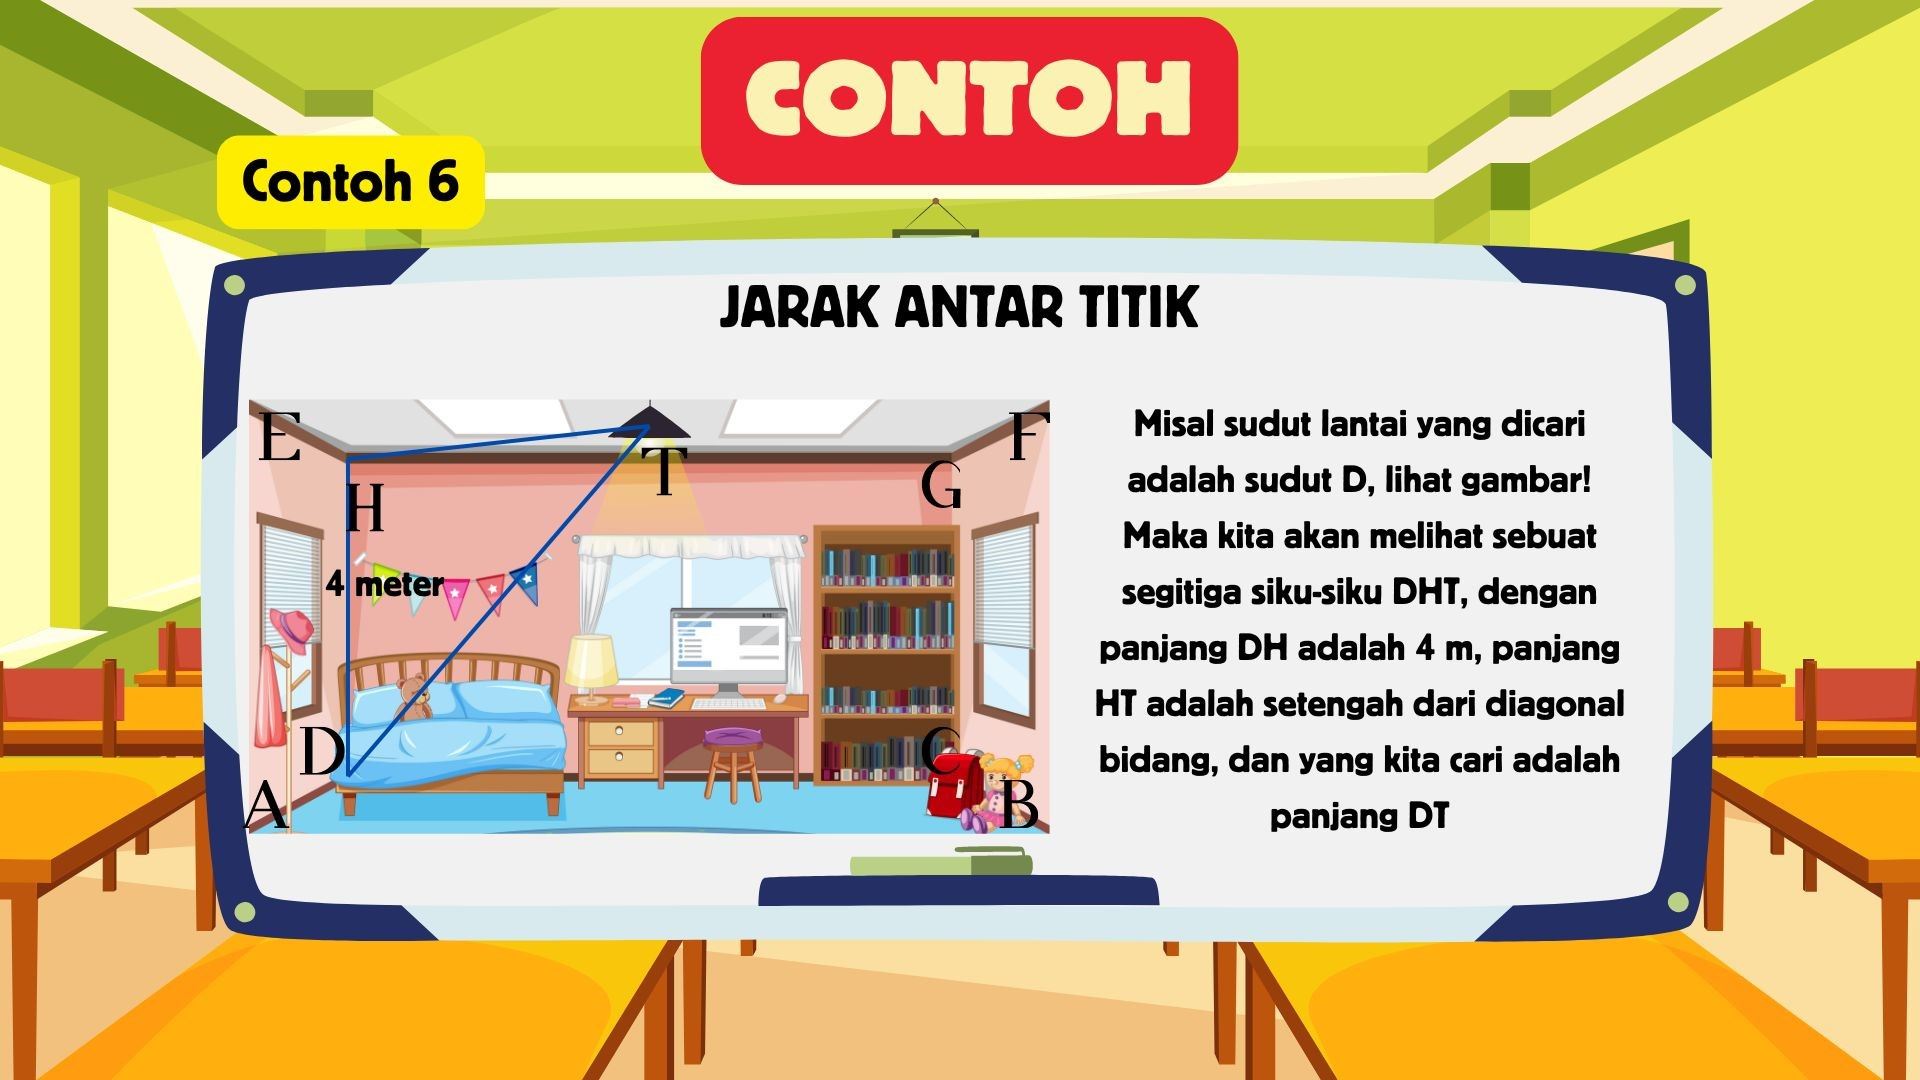 CONTOH
Contoh 6
JARAK ANTAR TITIK
E
F
T
G
H
4 meter
D
C
A
B
Misal sudut lantai yang dicari
adalah sudut D, lihat gambar!
Maka kita akan melihat sebuat
segitiga siku-siku DHT, dengan
panjang DH adalah 4 m, panjang
HT adalah setengah dari diagonal
bidang, dan yang kita cari adalah
panjang DT